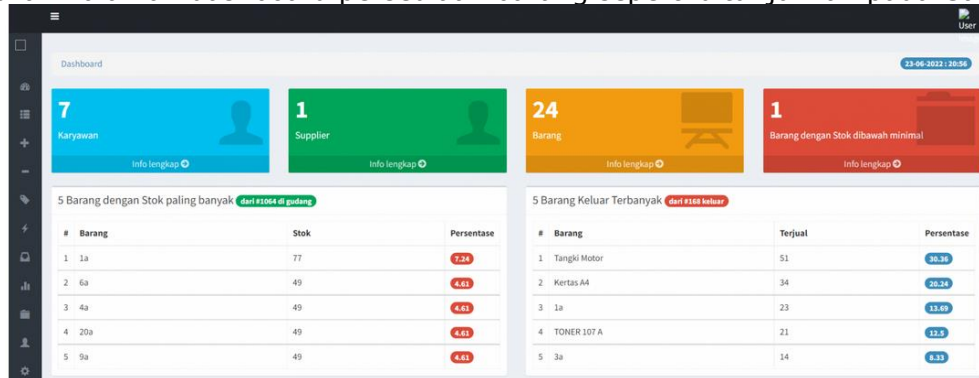 User
Dashboard
23-06-2022 : 20:56
7
Karyawan
Info lengkap
1
Supplier
Info lengkap
24
Barang
Info lengkap
1
Barang dengan Stok dibawah minimal
Info lengkap
5 Barang dengan Stok paling banyak dari #1064 di gudang
# Barang Stok Persentase
1 1a 77 7.24
2 6a 49 4.61
3 4a 49 4.61
4 20a 49 4.61
5 9a 49 4.61
5 Barang Keluar Terbanyak dari #168 keluar
# Barang Terjual Persentase
1 Tangki Motor 51 30.36
2 Kertas A4 34 20.24
3 1a 23 13.69
4 TONER 107 A 21 12.5
5 3a 14 8.33